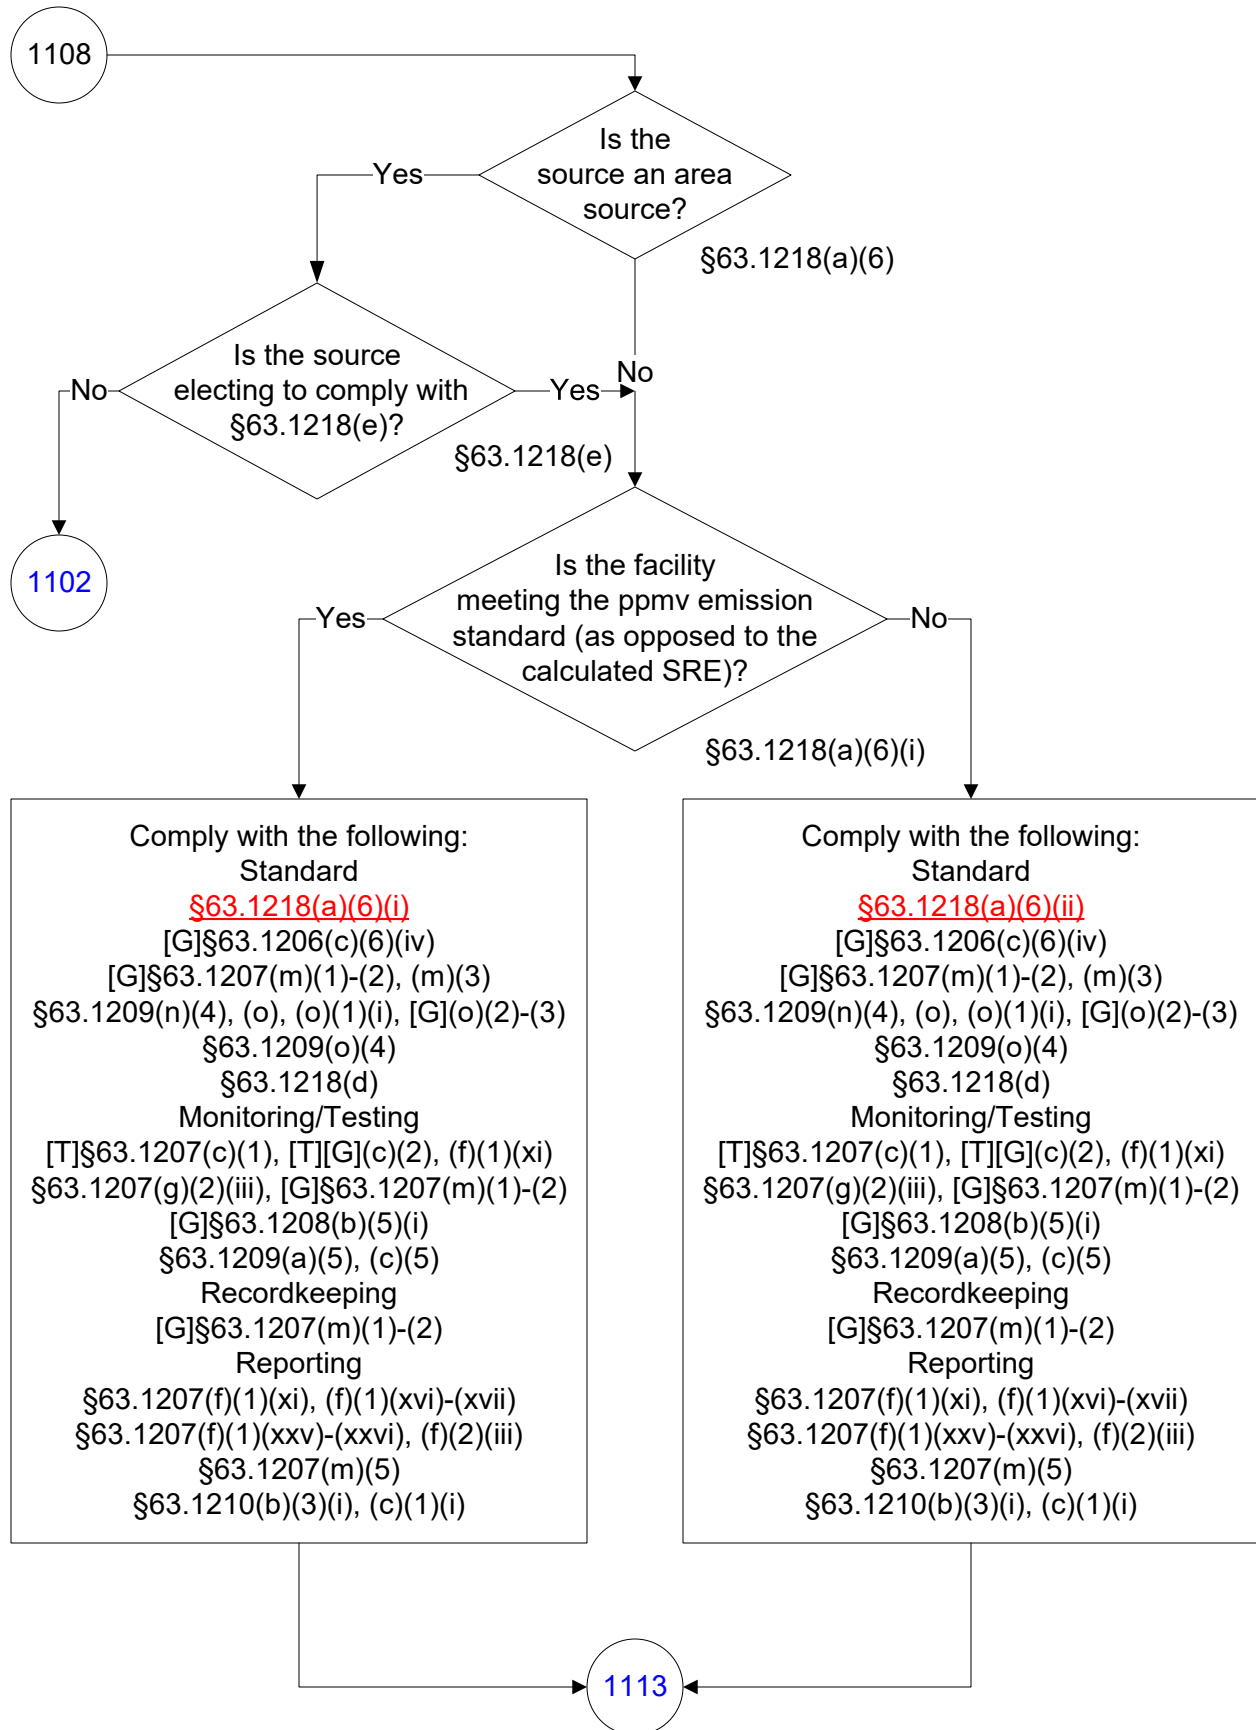 1108
Is the
source an area
source?
Yes
§63.1218(a)(6)
No
Is the source
electing to comply with
§63.1218(e)?
No
Yes
§63.1218(e)
1102
Is the facility
meeting the ppmv emission
standard (as opposed to the
calculated SRE)?
Yes
No
§63.1218(a)(6)(i)
Comply with the following:
Standard
§63.1218(a)(6)(i)
[G]§63.1206(c)(6)(iv)
[G]§63.1207(m)(1)-(2), (m)(3)
§63.1209(n)(4), (o), (o)(1)(i), [G](o)(2)-(3)
§63.1209(o)(4)
§63.1218(d)
Monitoring/Testing
[T]§63.1207(c)(1), [T][G](c)(2), (f)(1)(xi)
§63.1207(g)(2)(iii), [G]§63.1207(m)(1)-(2)
[G]§63.1208(b)(5)(i)
§63.1209(a)(5), (c)(5)
Recordkeeping
[G]§63.1207(m)(1)-(2)
Reporting
§63.1207(f)(1)(xi), (f)(1)(xvi)-(xvii)
§63.1207(f)(1)(xxv)-(xxvi), (f)(2)(iii)
§63.1207(m)(5)
§63.1210(b)(3)(i), (c)(1)(i)
Comply with the following:
Standard
§63.1218(a)(6)(ii)
[G]§63.1206(c)(6)(iv)
[G]§63.1207(m)(1)-(2), (m)(3)
§63.1209(n)(4), (o), (o)(1)(i), [G](o)(2)-(3)
§63.1209(o)(4)
§63.1218(d)
Monitoring/Testing
[T]§63.1207(c)(1), [T][G](c)(2), (f)(1)(xi)
§63.1207(g)(2)(iii), [G]§63.1207(m)(1)-(2)
[G]§63.1208(b)(5)(i)
§63.1209(a)(5), (c)(5)
Recordkeeping
[G]§63.1207(m)(1)-(2)
Reporting
§63.1207(f)(1)(xi), (f)(1)(xvi)-(xvii)
§63.1207(f)(1)(xxv)-(xxvi), (f)(2)(iii)
§63.1207(m)(5)
§63.1210(b)(3)(i), (c)(1)(i)
1113